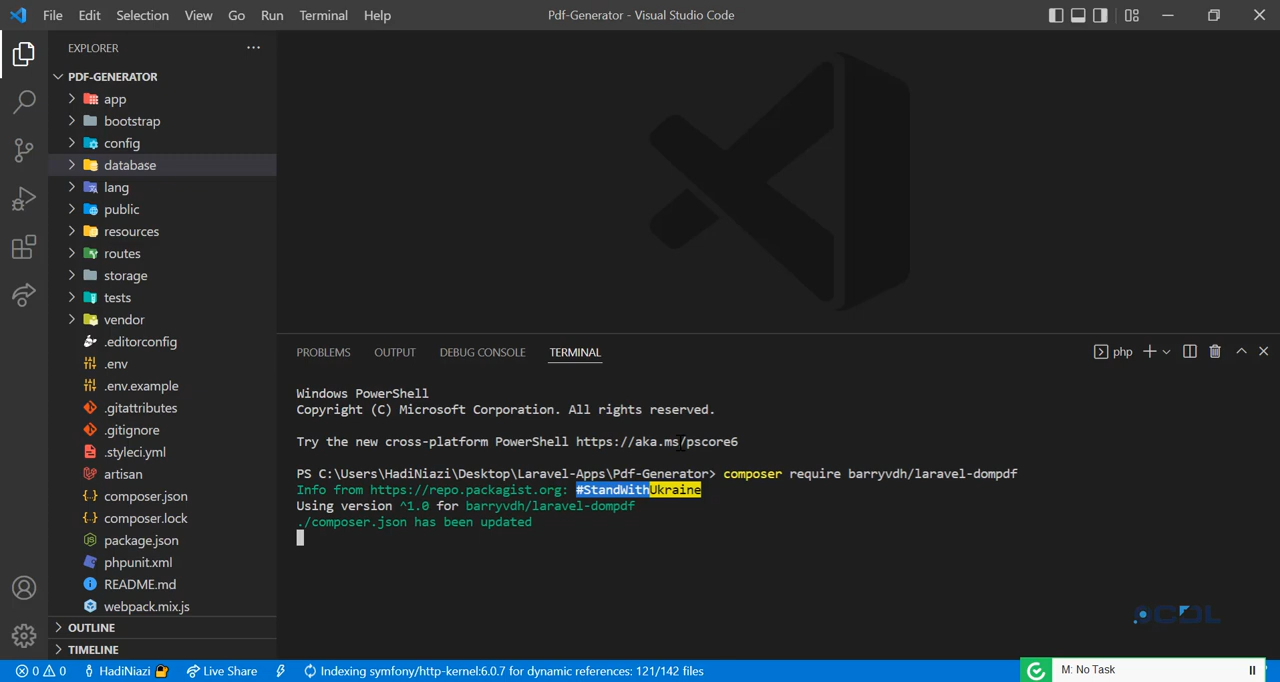 File Edit Selection View Go Run Terminal Help
Pdf-Generator - Visual Studio Code
EXPLORER
PDF-GENERATOR
app
bootstrap
config
database
lang
public
resources
routes
storage
tests
vendor
.editorconfig
.env
.env.example
.gitattributes
.gitignore
.styleci.yml
artisan
composer.json
composer.lock
package.json
phpunit.xml
README.md
webpack.mix.js
OUTLINE
TIMELINE
PROBLEMS OUTPUT DEBUG CONSOLE TERMINAL
php
Windows PowerShell
Copyright (C) Microsoft Corporation. All rights reserved.
Try the new cross-platform PowerShell https://aka.ms/pscore6
PS C:\Users\HadiNiazi\Desktop\Laravel-Apps\Pdf-Generator> composer require barryvdh/laravel-dompdf
Info from https://repo.packagist.org: #StandWithUkraine
Using version ^1.0 for barryvdh/laravel-dompdf
./composer.json has been updated
0 0 HadiNiazi Live Share Indexing symfony/http-kernel:6.0.7 for dynamic references: 121/142 files
M: No Task